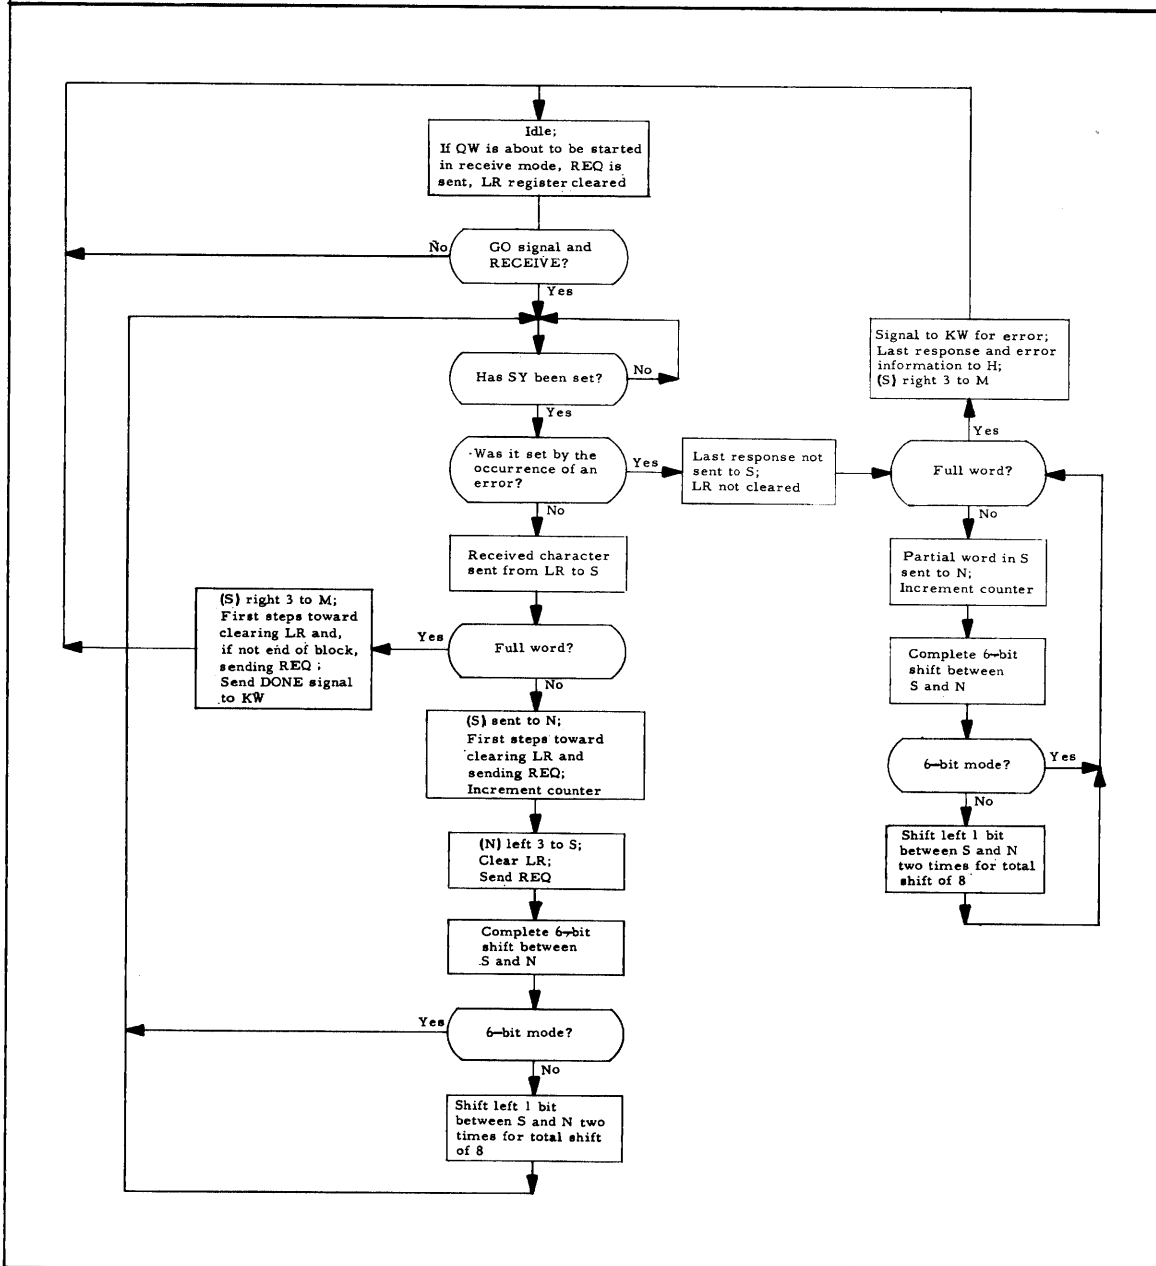 Idle;
If QW is about to be started
in receive mode, REQ is
sent, LR register cleared
No
GO signal and
RECEIVE?
Yes
Has SY been set?
No
Yes
Was it set by the
occurrence of an
error?
Yes
No
Last response not
sent to S;
LR not cleared
Signal to KW for error;
Last response and error
information to H;
(S) right 3 to M
Yes
Full word?
No
Partial word in S
sent to N;
Increment counter
Complete 6-bit
shift between
S and N
6-bit mode?
Yes
No
Shift left 1 bit
between S and N
two times for total
shift of 8
Received character
sent from LR to S
Full word?
Yes
No
(S) right 3 to M;
First steps toward
clearing LR and,
if not end of block,
sending REQ;
Send DONE signal
to KW
(S) sent to N;
First steps toward
clearing LR and
sending REQ;
Increment counter
(N) left 3 to S;
Clear LR;
Send REQ
Complete 6-bit
shift between
S and N
Yes
6-bit mode?
No
Shift left 1 bit
between S and N two
times for total shift
of 8